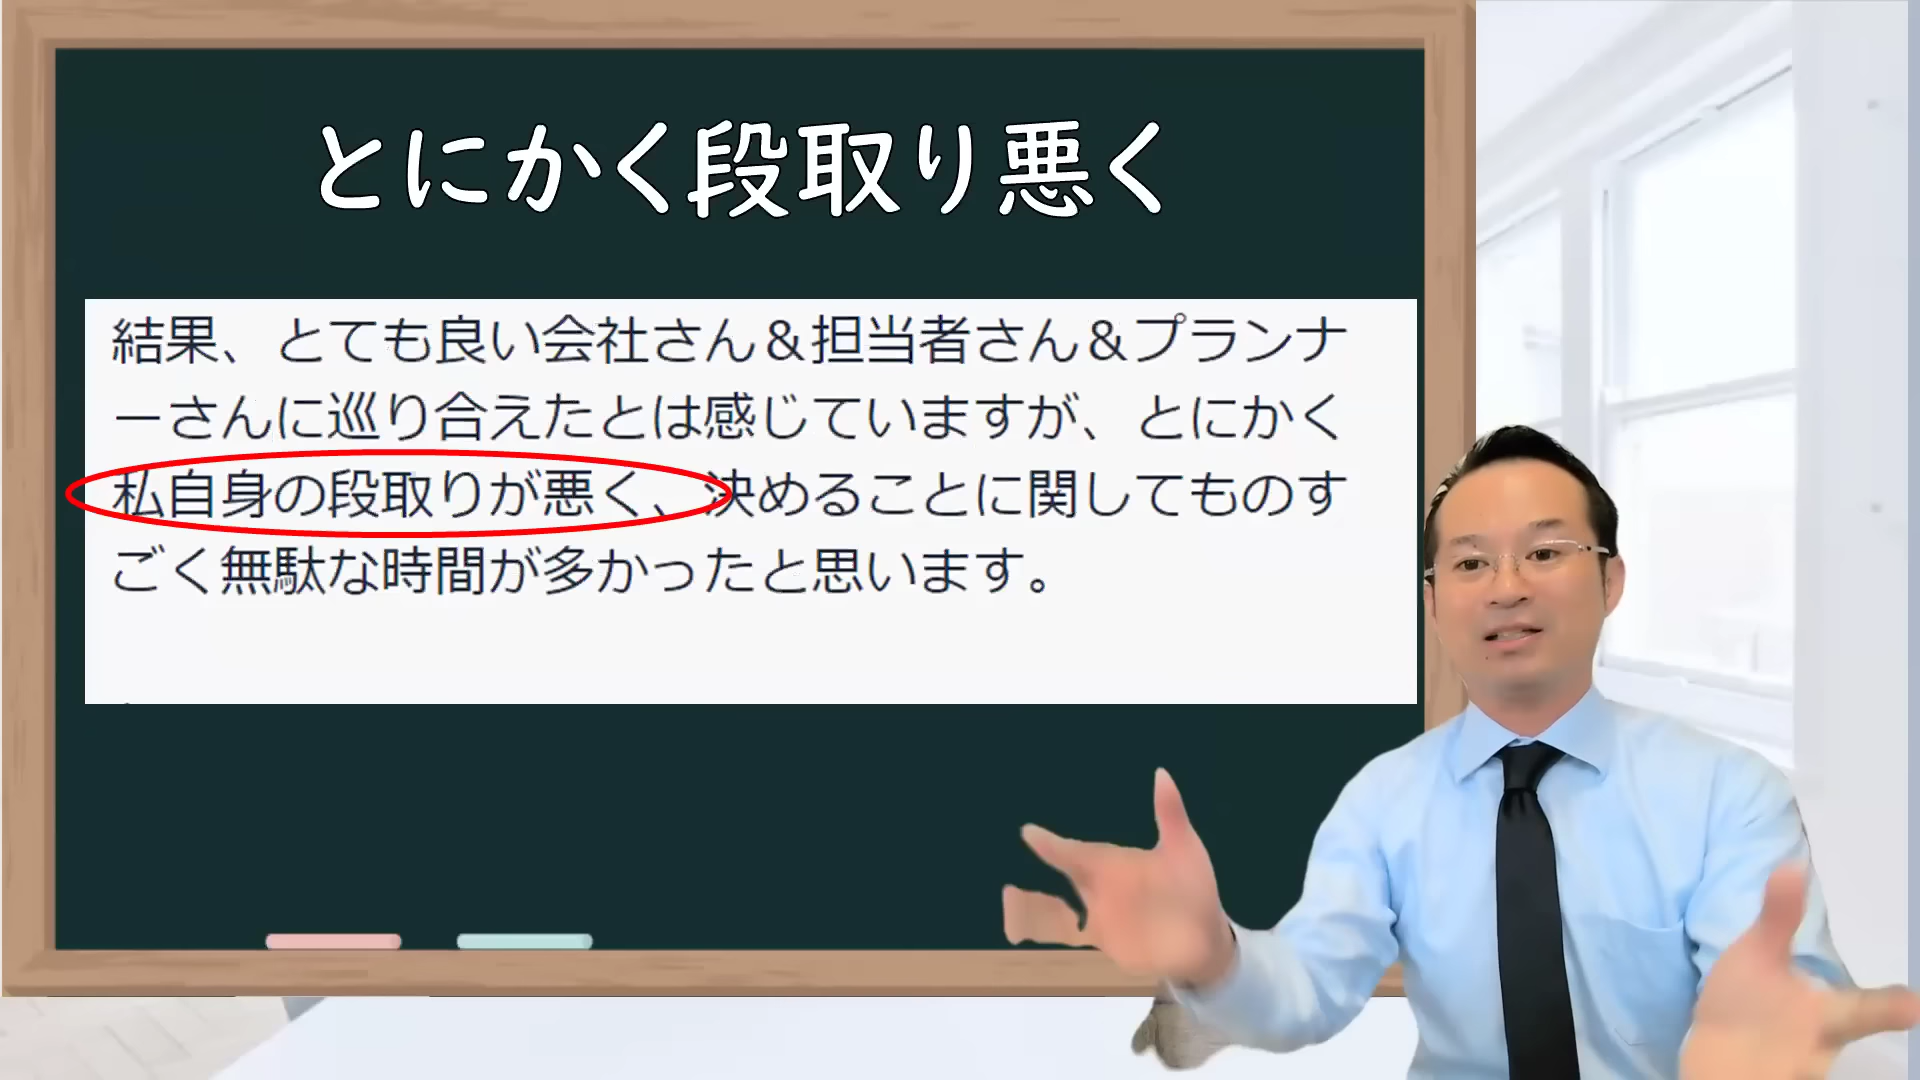 とにかく段取り悪く
結果、とても良い会社さん＆担当者さん＆プランナ
ーさんに巡り合えたとは感じていますが、とにかく
私自身の段取りが悪く、決めることに関してものす
ごく無駄な時間が多かったと思います。